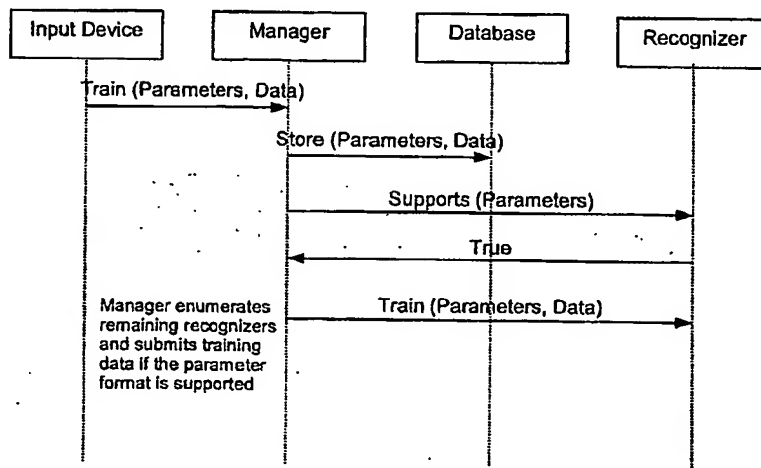 Input Device
Manager
Database
Recognizer
Train (Parameters, Data)
Store (Parameters, Data)
Supports (Parameters)
True
Train (Parameters, Data)
Manager enumerates
remaining recognizers
and submits training
data if the parameter
format is supported